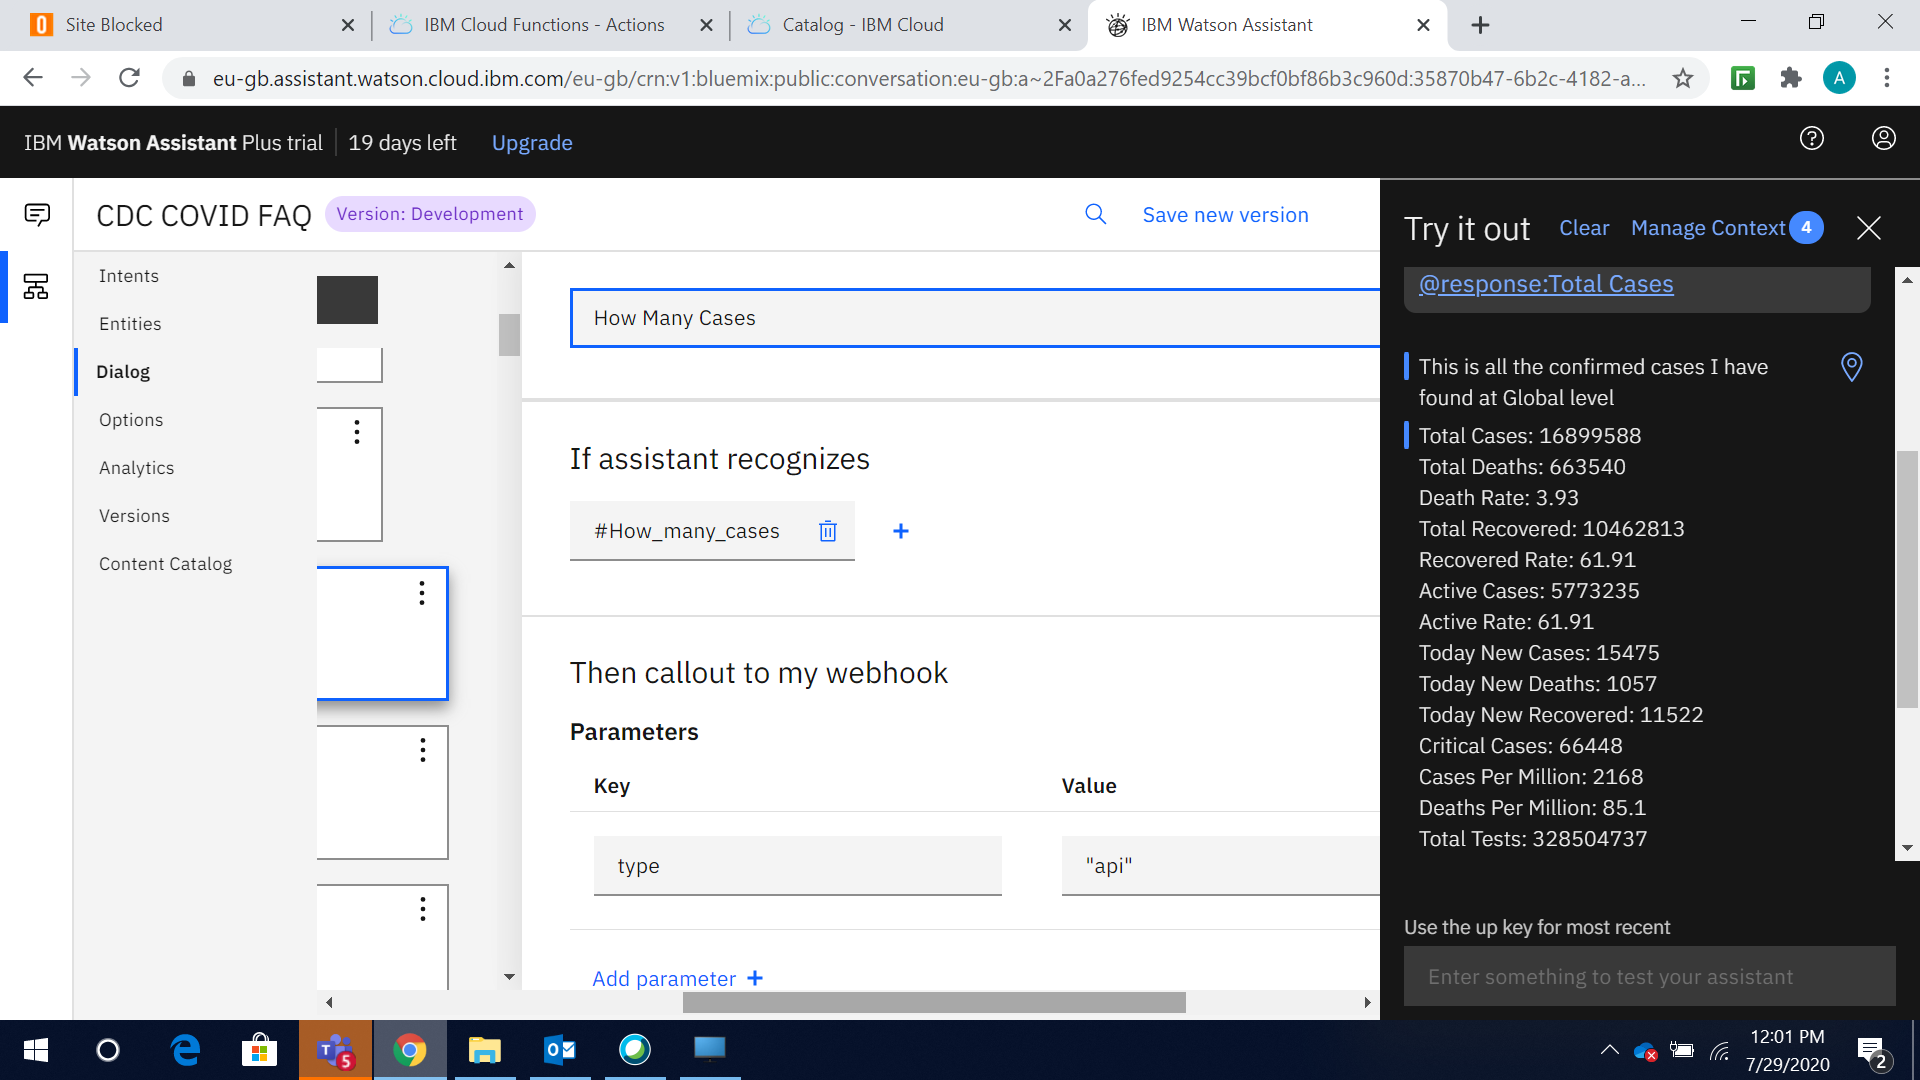 Site Blocked
IBM Cloud Functions - Actions
Catalog - IBM Cloud
IBM Watson Assistant
eu-gb.assistant.watson.cloud.ibm.com/eu-gb/crn:v1:bluemix:public:conversation:eu-gb:a~2Fa0a276fed9254cc39bcf0bf86b3c960d:35870b47-6b2c-4182-a...
A
IBM Watson Assistant Plus trial
19 days left
Upgrade
CDC COVID FAQ
Version: Development
Save new version
Intents
Entities
Dialog
Options
Analytics
Versions
Content Catalog
How Many Cases
If assistant recognizes
#How_many_cases
Then callout to my webhook
Parameters
Key
Value
type
"api"
Add parameter +
Try it out
Clear
Manage Context 4
@response:Total Cases
This is all the confirmed cases I have
found at Global level
Total Cases: 16899588
Total Deaths: 663540
Death Rate: 3.93
Total Recovered: 10462813
Recovered Rate: 61.91
Active Cases: 5773235
Active Rate: 61.91
Today New Cases: 15475
Today New Deaths: 1057
Today New Recovered: 11522
Critical Cases: 66448
Cases Per Million: 2168
Deaths Per Million: 85.1
Total Tests: 328504737
Use the up key for most recent
Enter something to test your assistant
T
5
12:01 PM
7/29/2020
2